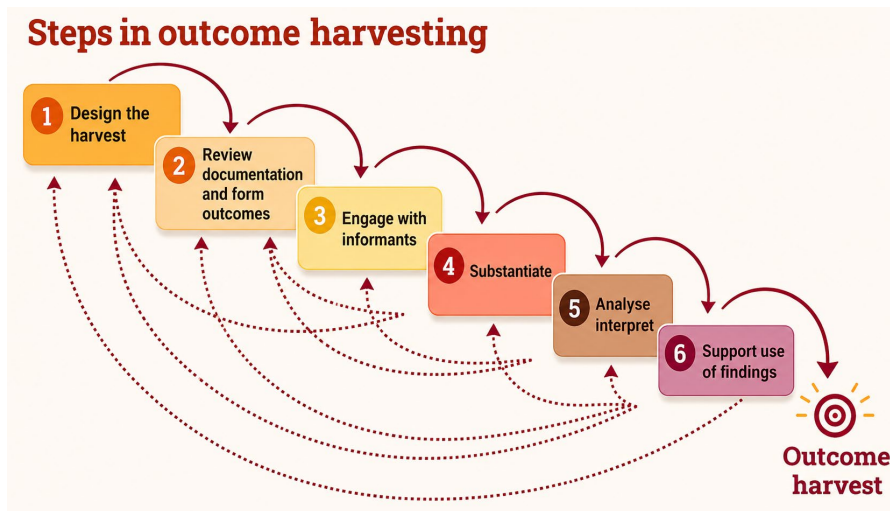 Steps in outcome harvesting
1
Design the
harvest
2
Review
documentation
and form
outcomes
3
Engage with
informants
4
Substantiate
5
Analyse
interpret
6
Support use
of findings
Outcome
harvest